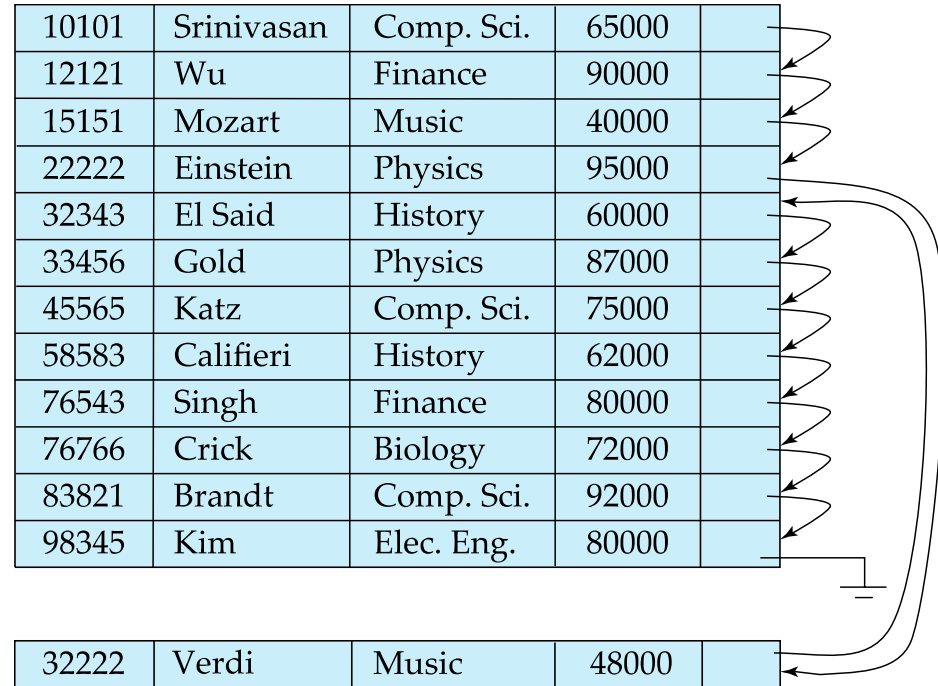 10101 Srinivasan Comp. Sci. 65000
12121 Wu Finance 90000
15151 Mozart Music 40000
22222 Einstein Physics 95000
32343 El Said History 60000
33456 Gold Physics 87000
45565 Katz Comp. Sci. 75000
58583 Califieri History 62000
76543 Singh Finance 80000
76766 Crick Biology 72000
83821 Brandt Comp. Sci. 92000
98345 Kim Elec. Eng. 80000
32222 Verdi Music 48000